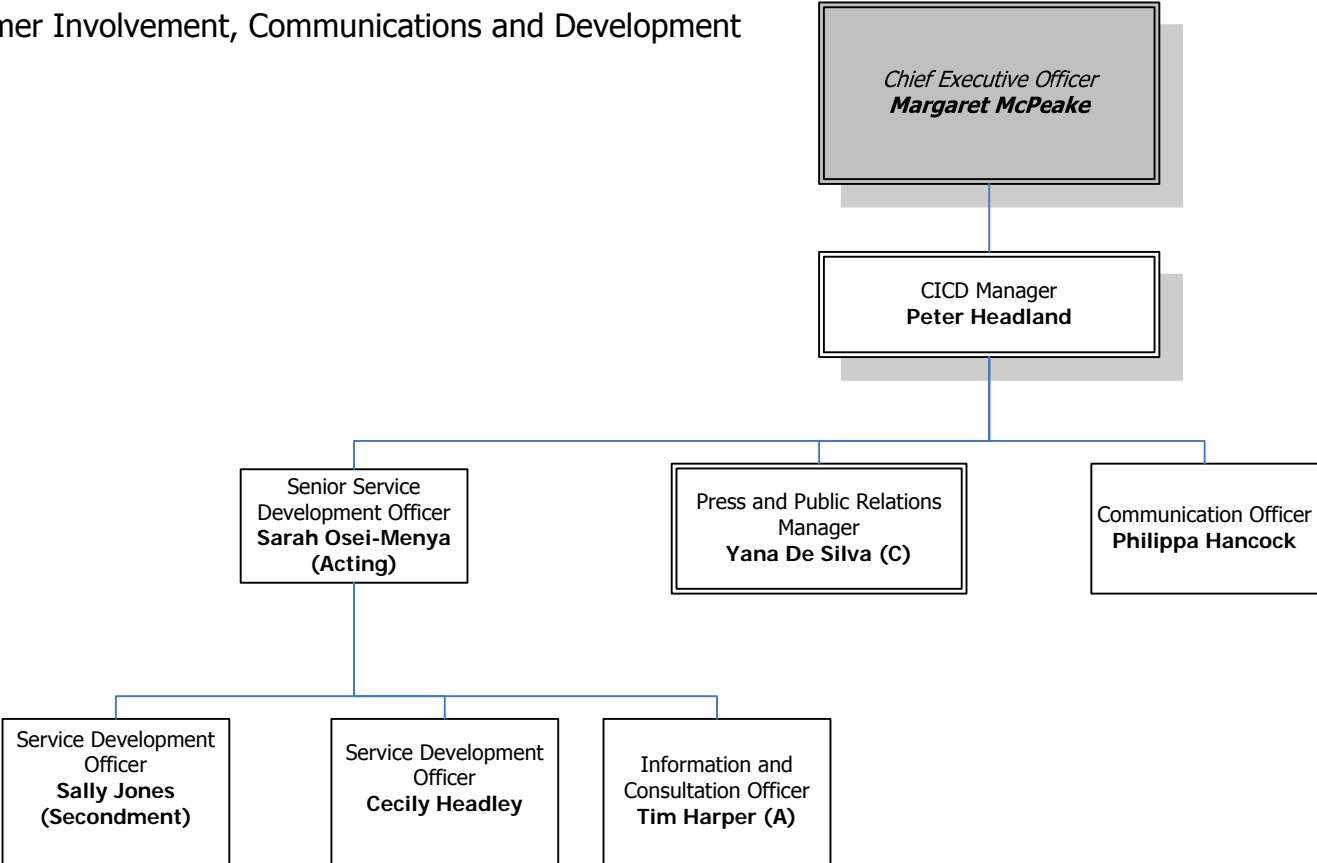 mer Involvement, Communications and Development
Chief Executive Officer
Margaret McPeake
CICD Manager
Peter Headland
Senior Service
Development Officer
Sarah Osei-Menya
(Acting)
Press and Public Relations
Manager
Yana De Silva (C)
Communication Officer
Philippa Hancock
Service Development
Officer
Sally Jones
(Secondment)
Service Development
Officer
Cecily Headley
Information and
Consultation Officer
Tim Harper (A)